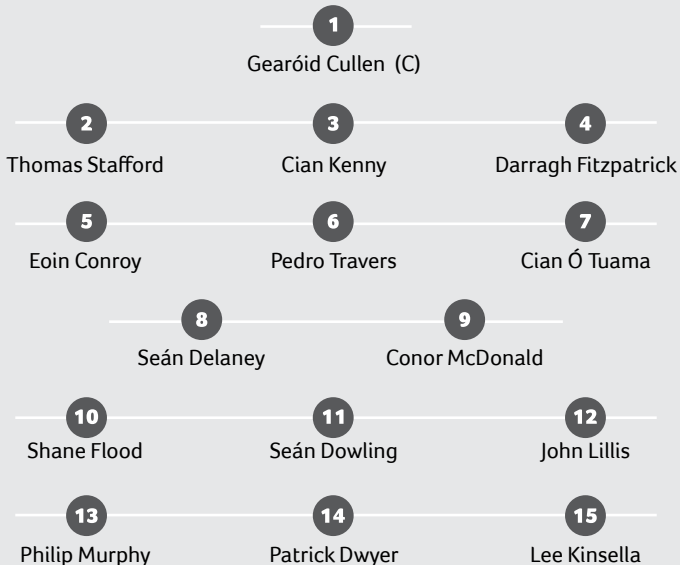 1
Gearóid Cullen (C)
2 3 4
Thomas Stafford Cian Kenny Darragh Fitzpatrick
5 6 7
Eoin Conroy Pedro Travers Cian Ó Tuama
8 9
Seán Delaney Conor McDonald
10 11 12
Shane Flood Seán Dowling John Lillis
13 14 15
Philip Murphy Patrick Dwyer Lee Kinsella